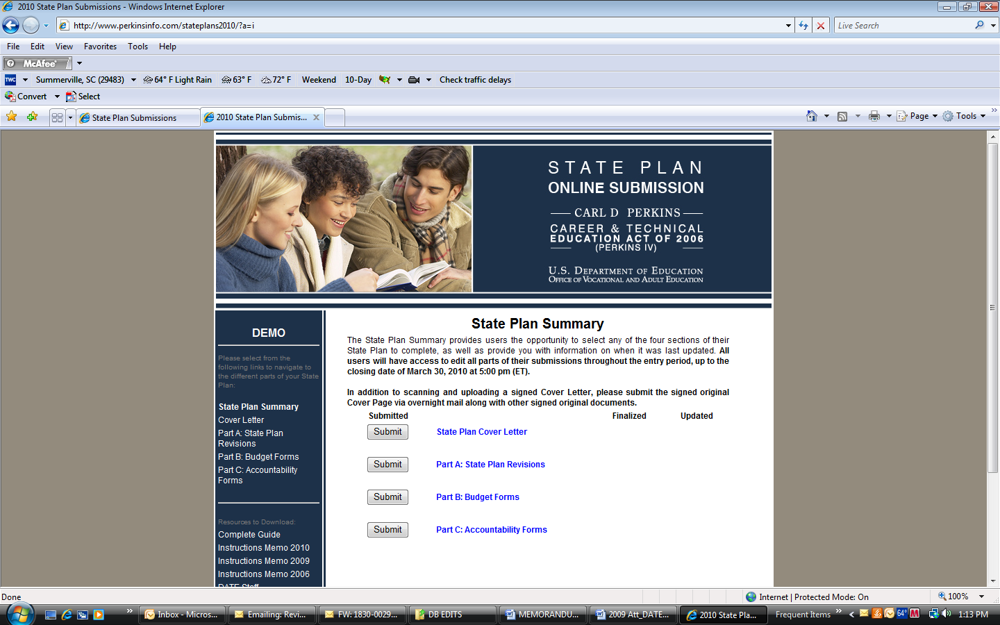 2010 State Plan Submissions - Windows Internet Explorer
http://www.perkinsinfo.com/stateplans2010/?a=i
Live Search
File Edit View Favorites Tools Help
McAfee
TWC Summerville, SC (29483) 64° F Light Rain 63° F 72° F Weekend 10-Day Check traffic delays
Convert Select
State Plan Submissions 2010 State Plan Submis... Page Tools
STATE PLAN
ONLINE SUBMISSION
CARL D PERKINS
CAREER & TECHNICAL
EDUCATION ACT OF 2006
(PERKINS IV)
U.S. DEPARTMENT OF EDUCATION
OFFICE OF VOCATIONAL AND ADULT EDUCATION
DEMO
Please select from the
following links to navigate to
the different parts of your State
Plan:
State Plan Summary
Cover Letter
Part A: State Plan
Revisions
Part B: Budget Forms
Part C: Accountability
Forms
Resources to Download:
Complete Guide
Instructions Memo 2010
Instructions Memo 2009
Instructions Memo 2006
DATE Staff
State Plan Summary
The State Plan Summary provides users the opportunity to select any of the four sections of their
State Plan to complete, as well as provide you with information on when it was last updated. All
users will have access to edit all parts of their submissions throughout the entry period, up to the
closing date of March 30, 2010 at 5:00 pm (ET).
In addition to scanning and uploading a signed Cover Letter, please submit the signed original
Cover Page via overnight mail along with other signed original documents.
Submitted Finalized Updated
Submit State Plan Cover Letter
Submit Part A: State Plan Revisions
Submit Part B: Budget Forms
Submit Part C: Accountability Forms
Done Internet | Protected Mode: On 100%
Inbox - Micros... Emailing: Revi... FW: 1830-0029... DB EDITS MEMORANDU... 2009 Att_DATE... 2010 State Pla... Frequent Items 64° 1:13 PM